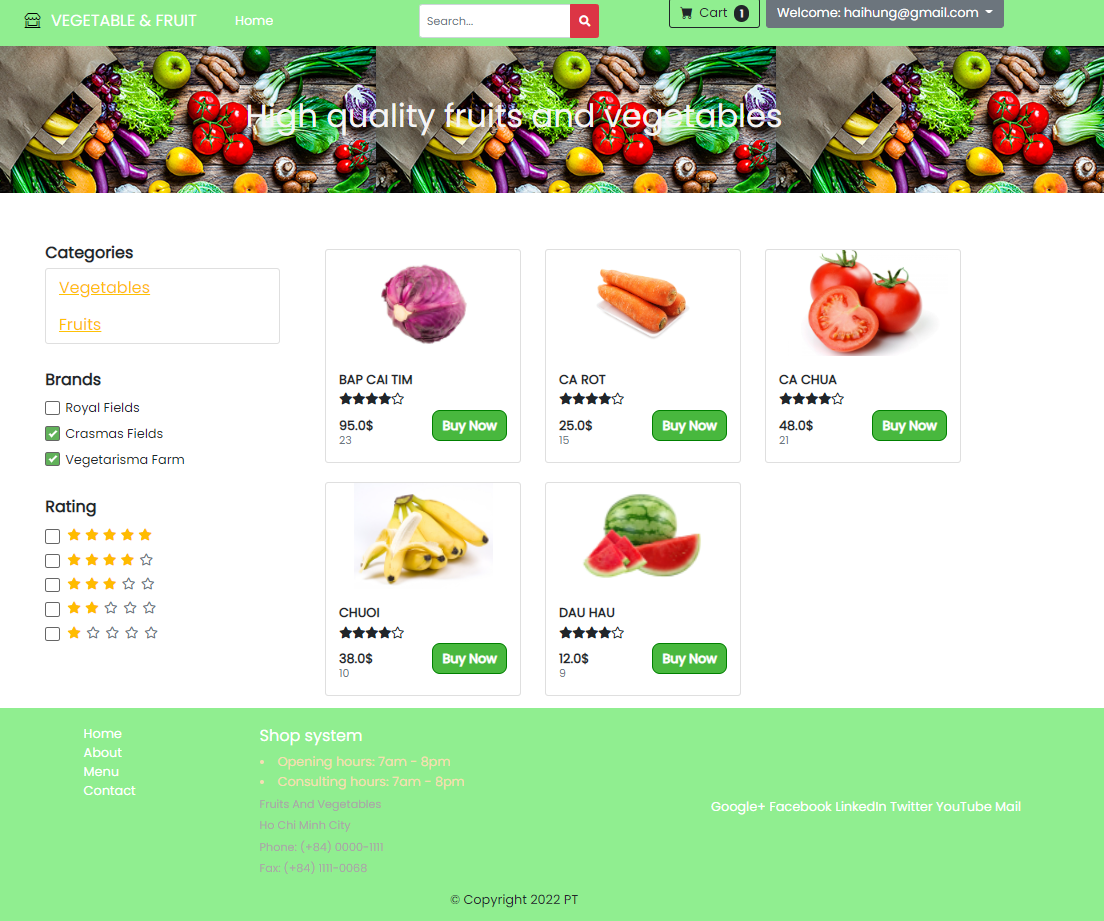 VEGETABLE & FRUIT Home Search... Cart 1 Welcome: haihung@gmail.com
High quality fruits and vegetables
Categories
Vegetables
Fruits
Brands
Royal Fields
Crasmas Fields
Vegetarisma Farm
Rating
BAP CAI TIM
95.0$ Buy Now
23
CA ROT
25.0$ Buy Now
15
CA CHUA
48.0$ Buy Now
21
CHUOI
38.0$ Buy Now
10
DAU HAU
12.0$ Buy Now
9
Home
About
Menu
Contact
Shop system
• Opening hours: 7am - 8pm
• Consulting hours: 7am - 8pm
Fruits And Vegetables
Ho Chi Minh City
Phone: (+84) 0000-1111
Fax: (+84) 1111-0068
Google+ Facebook LinkedIn Twitter YouTube Mail
© Copyright 2022 PT